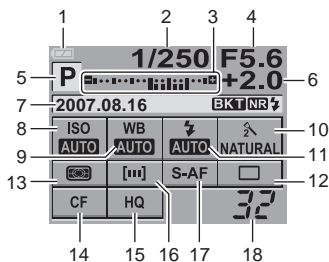 1 2 3 4
1/250 F5.6
5 P +2.0 6
7 2007.08.16 BKT NR
8 ISO WB 10
9 AUTO AUTO AUTO NATURAL 11
13 [ııı] S-AF 12
CF HQ 32
14 15 16 17 18